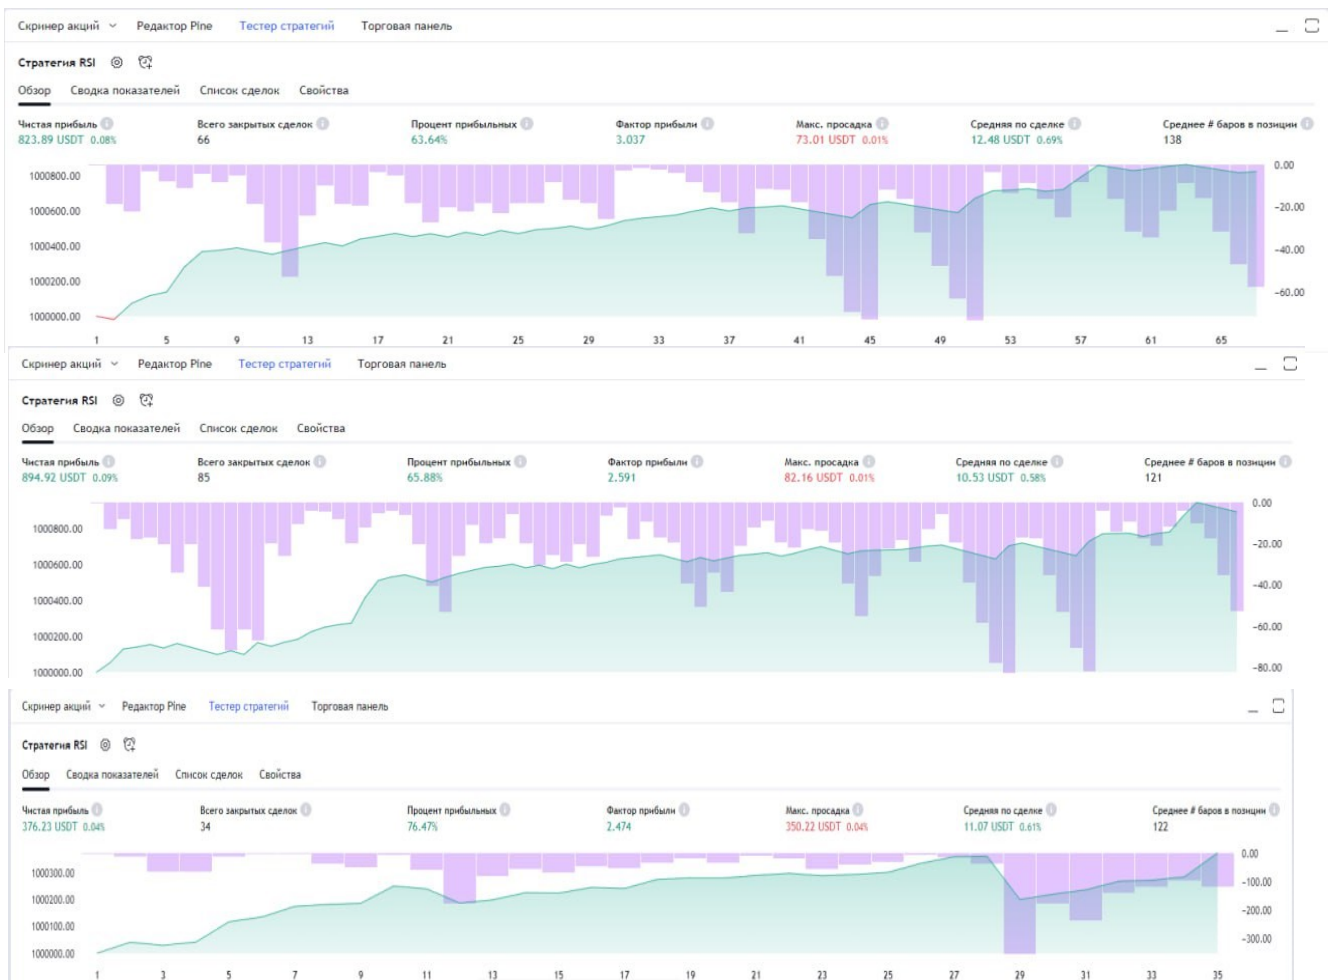 Скринер акций Редактор Pine Тестер стратегий Торговая панель
Стратегия RSI
Обзор Сводка показателей Список сделок Свойства
Чистая прибыль Всего закрытых сделок Процент прибыльных Фактор прибыли Макс. просадка Средняя по сделке Среднее # баров в позиции
823.89 USDT 0.08% 66 63.64% 3.037 73.01 USDT 0.01% 12.48 USDT 0.69% 138
1000800.00 0.00
1000600.00 -20.00
1000400.00 -40.00
1000200.00 -60.00
1000000.00
1 5 9 13 17 21 25 29 33 37 41 45 49 53 57 61 65
Скринер акций Редактор Pine Тестер стратегий Торговая панель
Стратегия RSI
Обзор Сводка показателей Список сделок Свойства
Чистая прибыль Всего закрытых сделок Процент прибыльных Фактор прибыли Макс. просадка Средняя по сделке Среднее # баров в позиции
894.92 USDT 0.09% 85 65.88% 2.591 82.16 USDT 0.01% 10.53 USDT 0.58% 121
0.00
1000800.00 -20.00
1000600.00 -40.00
1000400.00 -60.00
1000200.00 -80.00
1000000.00
Скринер акций Редактор Pine Тестер стратегий Торговая панель
Стратегия RSI
Обзор Сводка показателей Список сделок Свойства
Чистая прибыль Всего закрытых сделок Процент прибыльных Фактор прибыли Макс. просадка Средняя по сделке Среднее # баров в позиции
376.23 USDT 0.04% 34 76.47% 2.474 350.22 USDT 0.04% 11.07 USDT 0.61% 122
0.00
1000300.00 -100.00
1000200.00 -200.00
1000100.00 -300.00
1000000.00
1 3 5 7 9 11 13 15 17 19 21 23 25 27 29 31 33 35